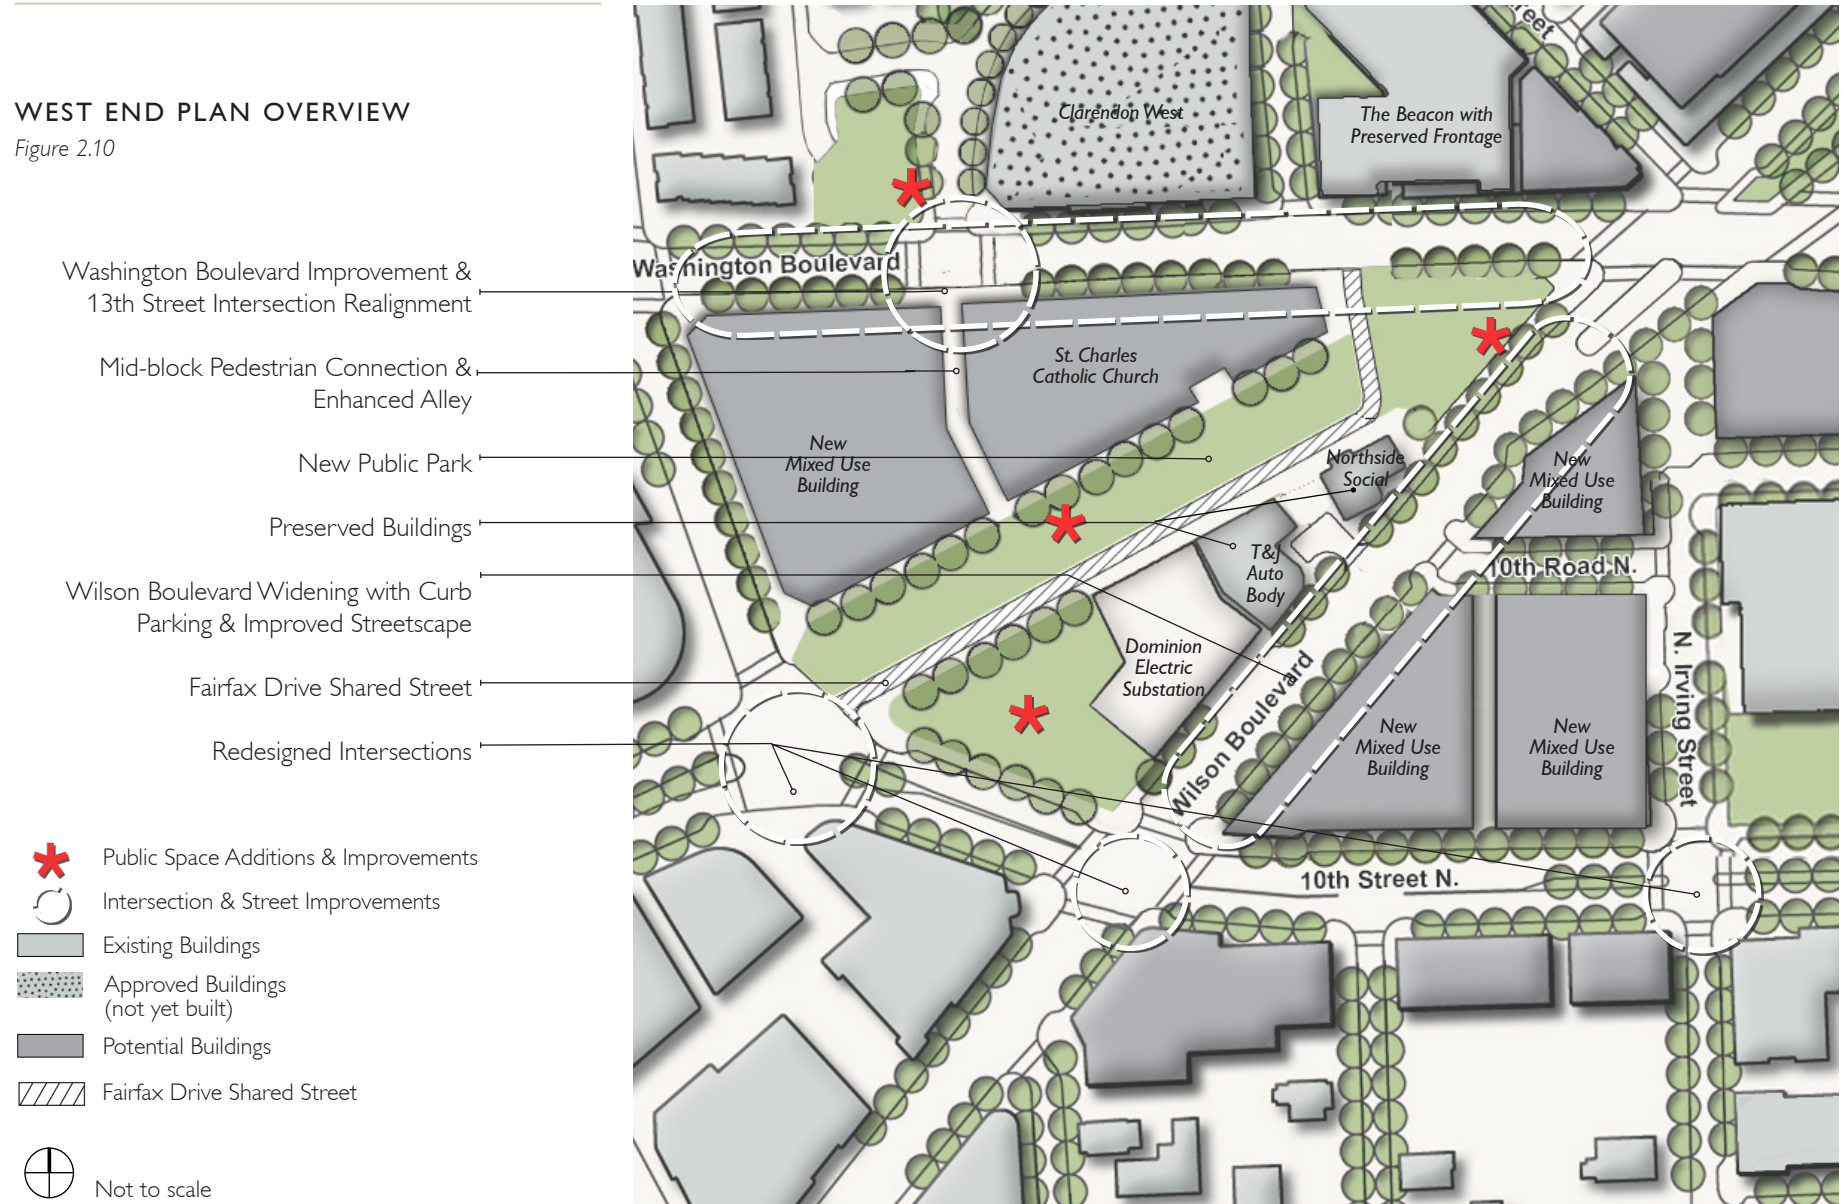 WEST END PLAN OVERVIEW
Figure 2.10
Washington Boulevard Improvement &
13th Street Intersection Realignment
Mid-block Pedestrian Connection &
Enhanced Alley
New Public Park
Preserved Buildings
Wilson Boulevard Widening with Curb
Parking & Improved Streetscape
Fairfax Drive Shared Street
Redesigned Intersections
Public Space Additions & Improvements
Intersection & Street Improvements
Existing Buildings
Approved Buildings
(not yet built)
Potential Buildings
Fairfax Drive Shared Street
Not to scale
Clarendon West
The Beacon with
Preserved Frontage
Washington Boulevard
St. Charles
Catholic Church
New
Mixed Use
Building
Northside
Social
New
Mixed Use
Building
T&J
Auto
Body
10th Road N.
Dominion
Electric
Substation
Wilson Boulevard
New
Mixed Use
Building
New
Mixed Use
Building
N. Irving Street
10th Street N.